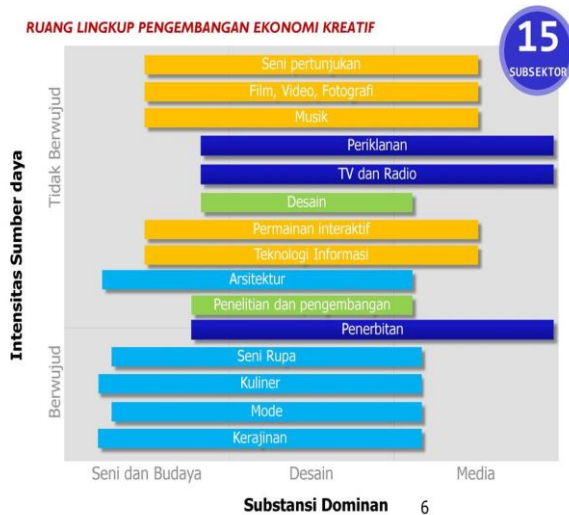 RUANG LINGKUP PENGEMBANGAN EKONOMI KREATIF
15
SUBSEKTOR
Intensitas Sumber daya
Tidak Berwujud
Berwujud
Seni pertunjukan
Film, Video, Fotografi
Musik
Periklanan
TV dan Radio
Desain
Permainan interaktif
Teknologi Informasi
Arsitektur
Penelitian dan pengembangan
Penerbitan
Seni Rupa
Kuliner
Mode
Kerajinan
Seni dan Budaya Desain Media
Substansi Dominan 6